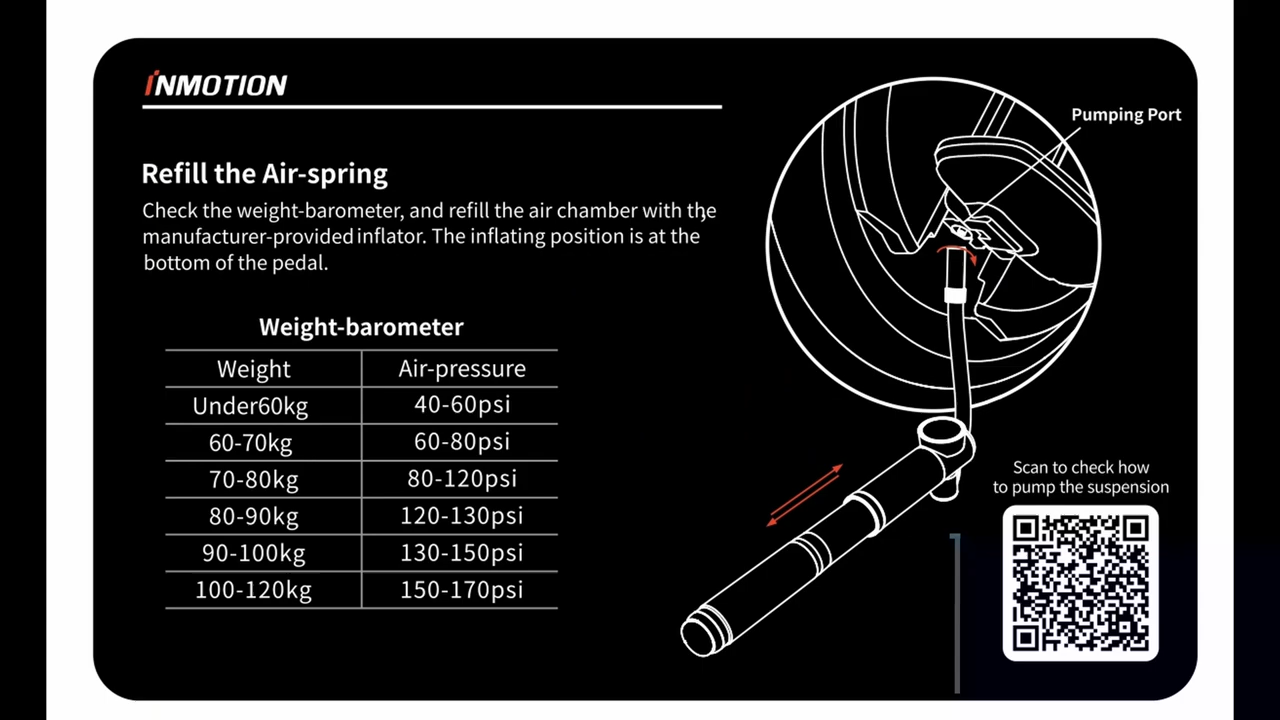 INMOTION
Refill the Air-spring
Check the weight-barometer, and refill the air chamber with the
manufacturer-provided inflator. The inflating position is at the
bottom of the pedal.
Weight-barometer
Weight Air-pressure
Under60kg 40-60psi
60-70kg 60-80psi
70-80kg 80-120psi
80-90kg 120-130psi
90-100kg 130-150psi
100-120kg 150-170psi
Pumping Port
Scan to check how
to pump the suspension